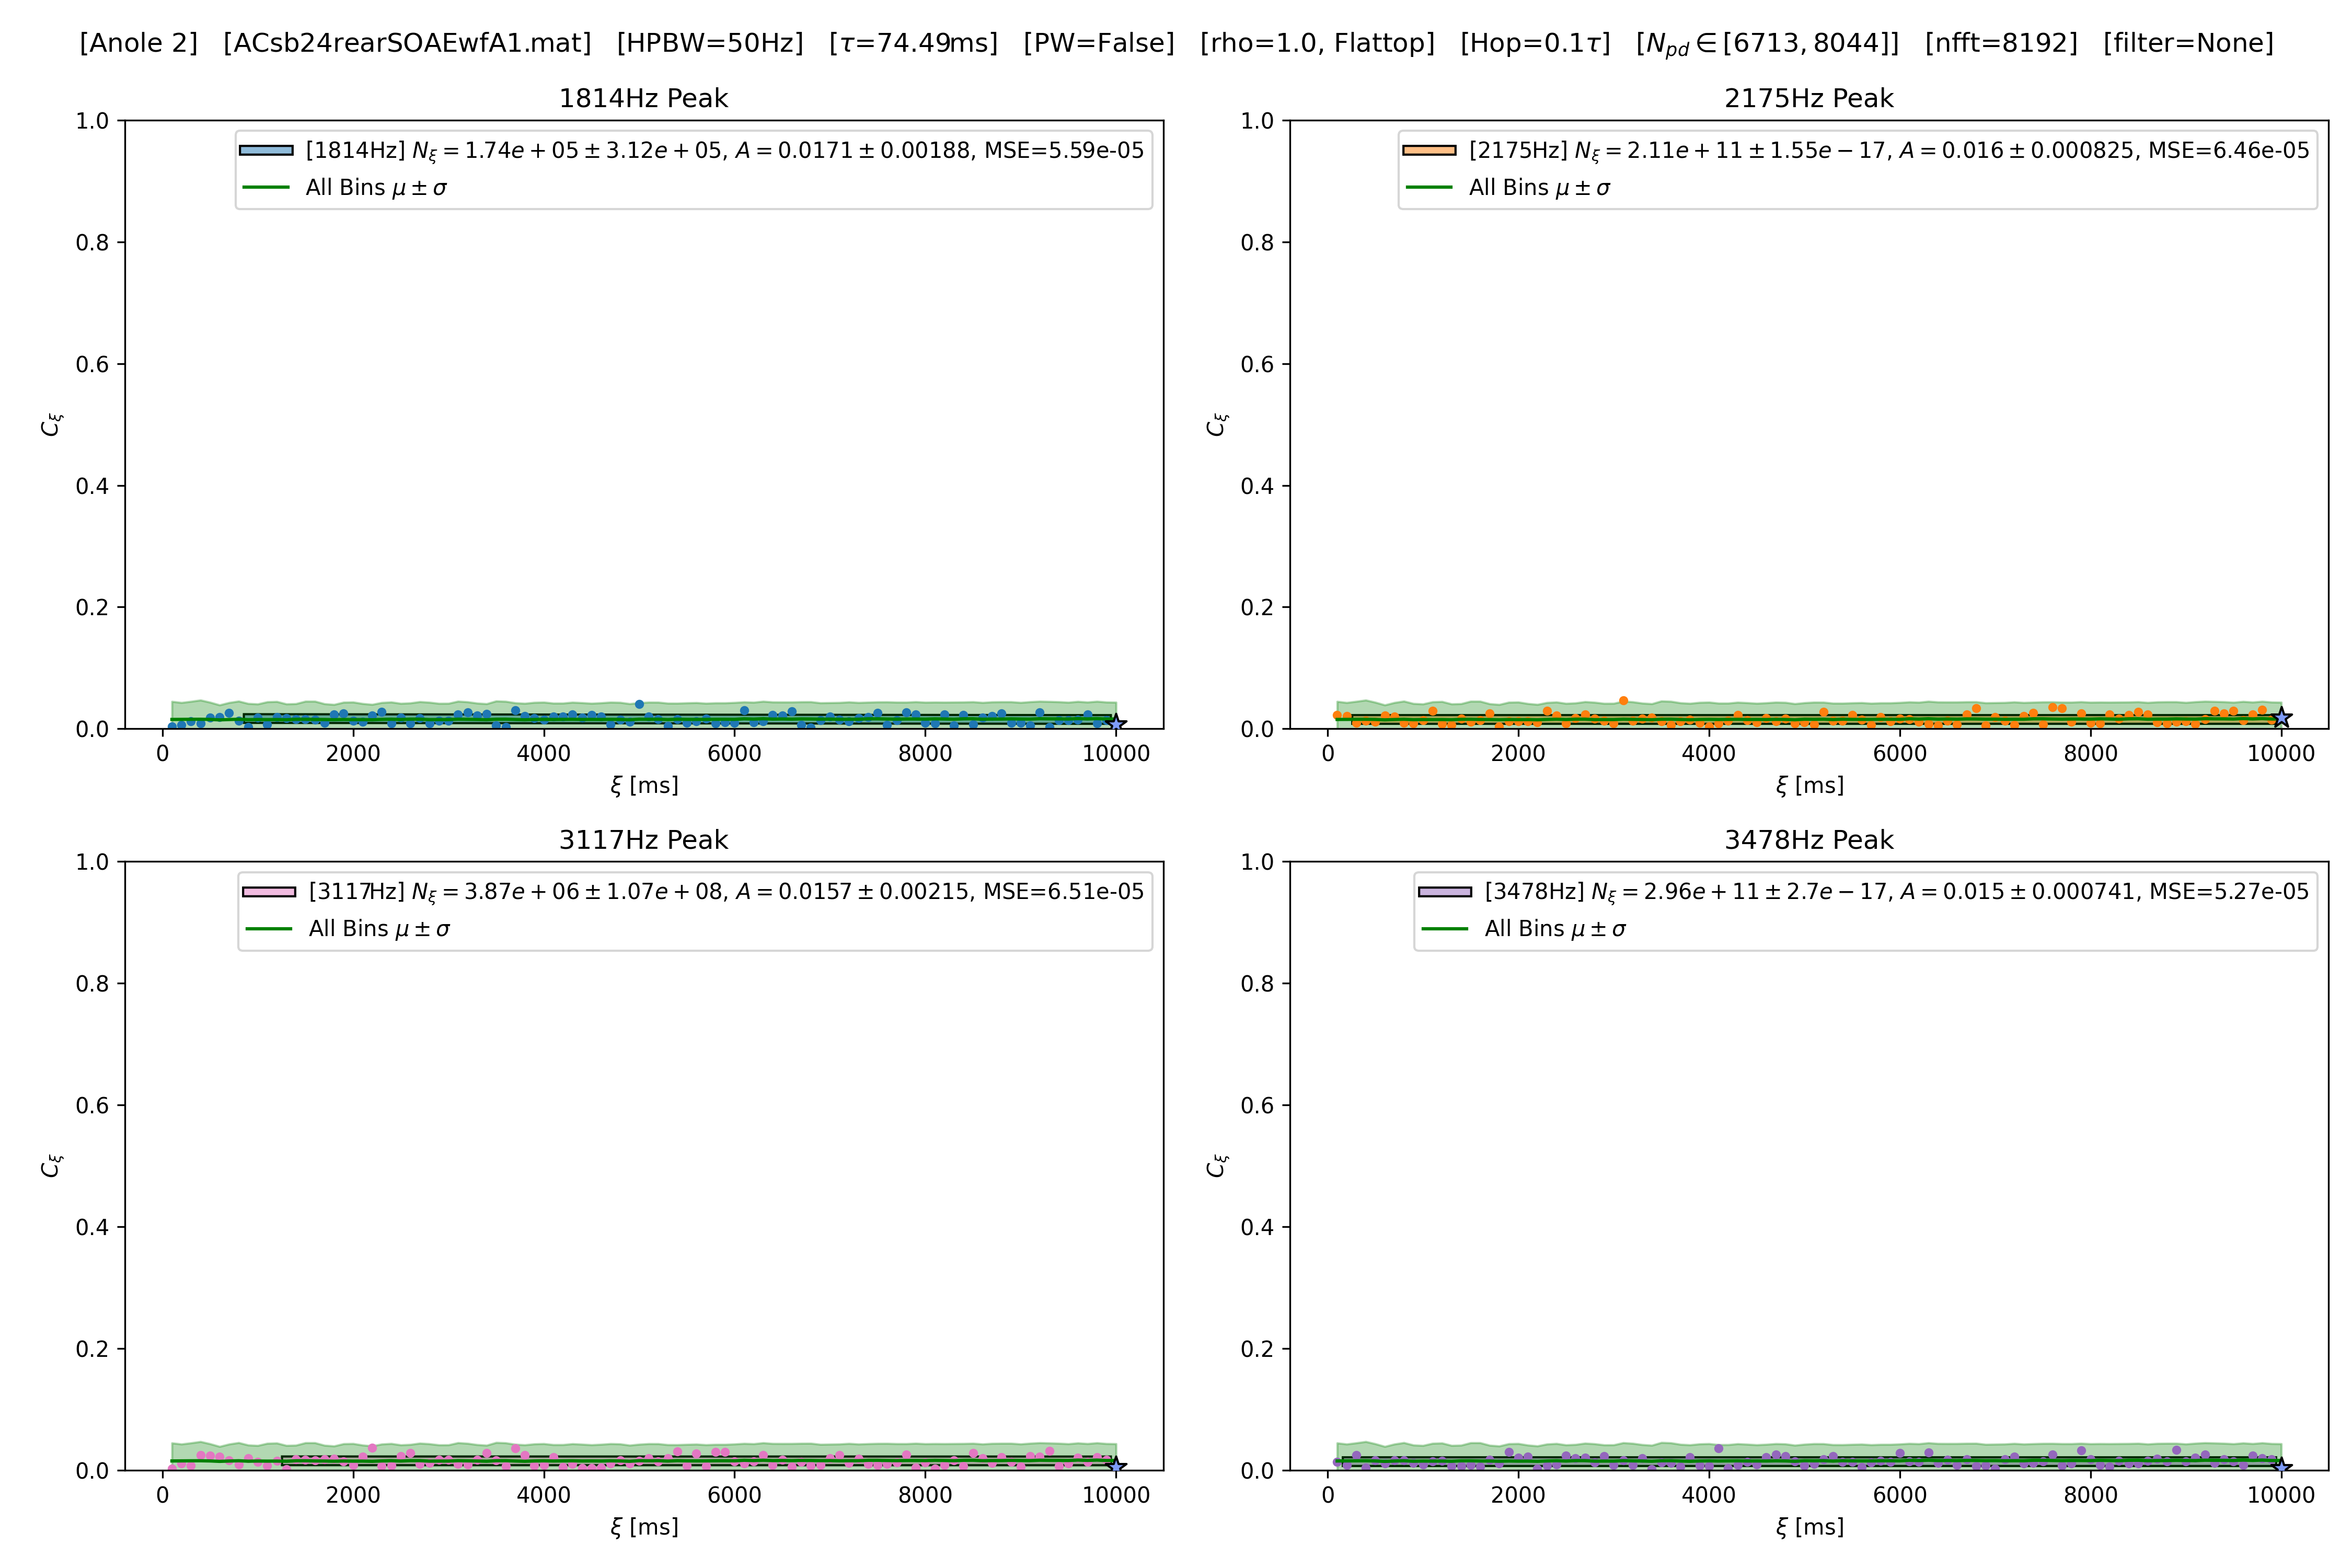 [Anole 2] [ACsb24rearSOAEwfA1.mat] [HPBW=50Hz] [τ=74.49ms] [PW=False] [rho=1.0, Flattop] [Hop=0.1τ] [N_pd ∈ [6713, 8044]] [nfft=8192] [filter=None]
1814Hz Peak
[1814Hz] N_ξ = 1.74e + 05 ± 3.12e + 05, A = 0.0171 ± 0.00188, MSE=5.59e-05
All Bins μ ± σ
1.0
0.8
0.6
0.4
0.2
0.0
C_ξ
0 2000 4000 6000 8000 10000
ξ [ms]
2175Hz Peak
[2175Hz] N_ξ = 2.11e + 11 ± 1.55e − 17, A = 0.016 ± 0.000825, MSE=6.46e-05
All Bins μ ± σ
1.0
0.8
0.6
0.4
0.2
0.0
C_ξ
0 2000 4000 6000 8000 10000
ξ [ms]
3117Hz Peak
[3117Hz] N_ξ = 3.87e + 06 ± 1.07e + 08, A = 0.0157 ± 0.00215, MSE=6.51e-05
All Bins μ ± σ
1.0
0.8
0.6
0.4
0.2
0.0
C_ξ
0 2000 4000 6000 8000 10000
ξ [ms]
3478Hz Peak
[3478Hz] N_ξ = 2.96e + 11 ± 2.7e − 17, A = 0.015 ± 0.000741, MSE=5.27e-05
All Bins μ ± σ
1.0
0.8
0.6
0.4
0.2
0.0
C_ξ
0 2000 4000 6000 8000 10000
ξ [ms]